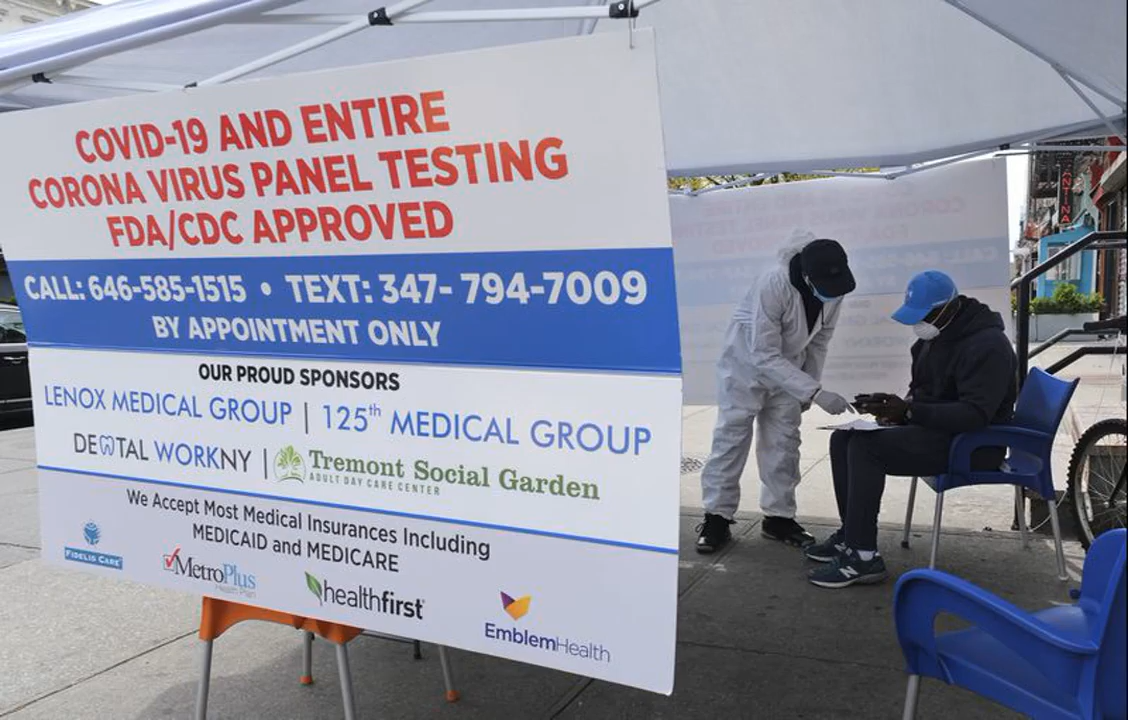 COVID-19 AND ENTIRE
CORONA VIRUS PANEL TESTING
FDA/CDC APPROVED
CALL: 646-585-1515 • TEXT: 347- 794-7009
BY APPOINTMENT ONLY
OUR PROUD SPONSORS
LENOX MEDICAL GROUP | 125th MEDICAL GROUP
DENTAL WORKNY | Tremont Social Garden
ADULT DAY CARE CENTER
We Accept Most Medical Insurances Including
MEDICAID and MEDICARE
FIDELIS CARE
MetroPlus
Health Plan
healthfirst
EmblemHealth